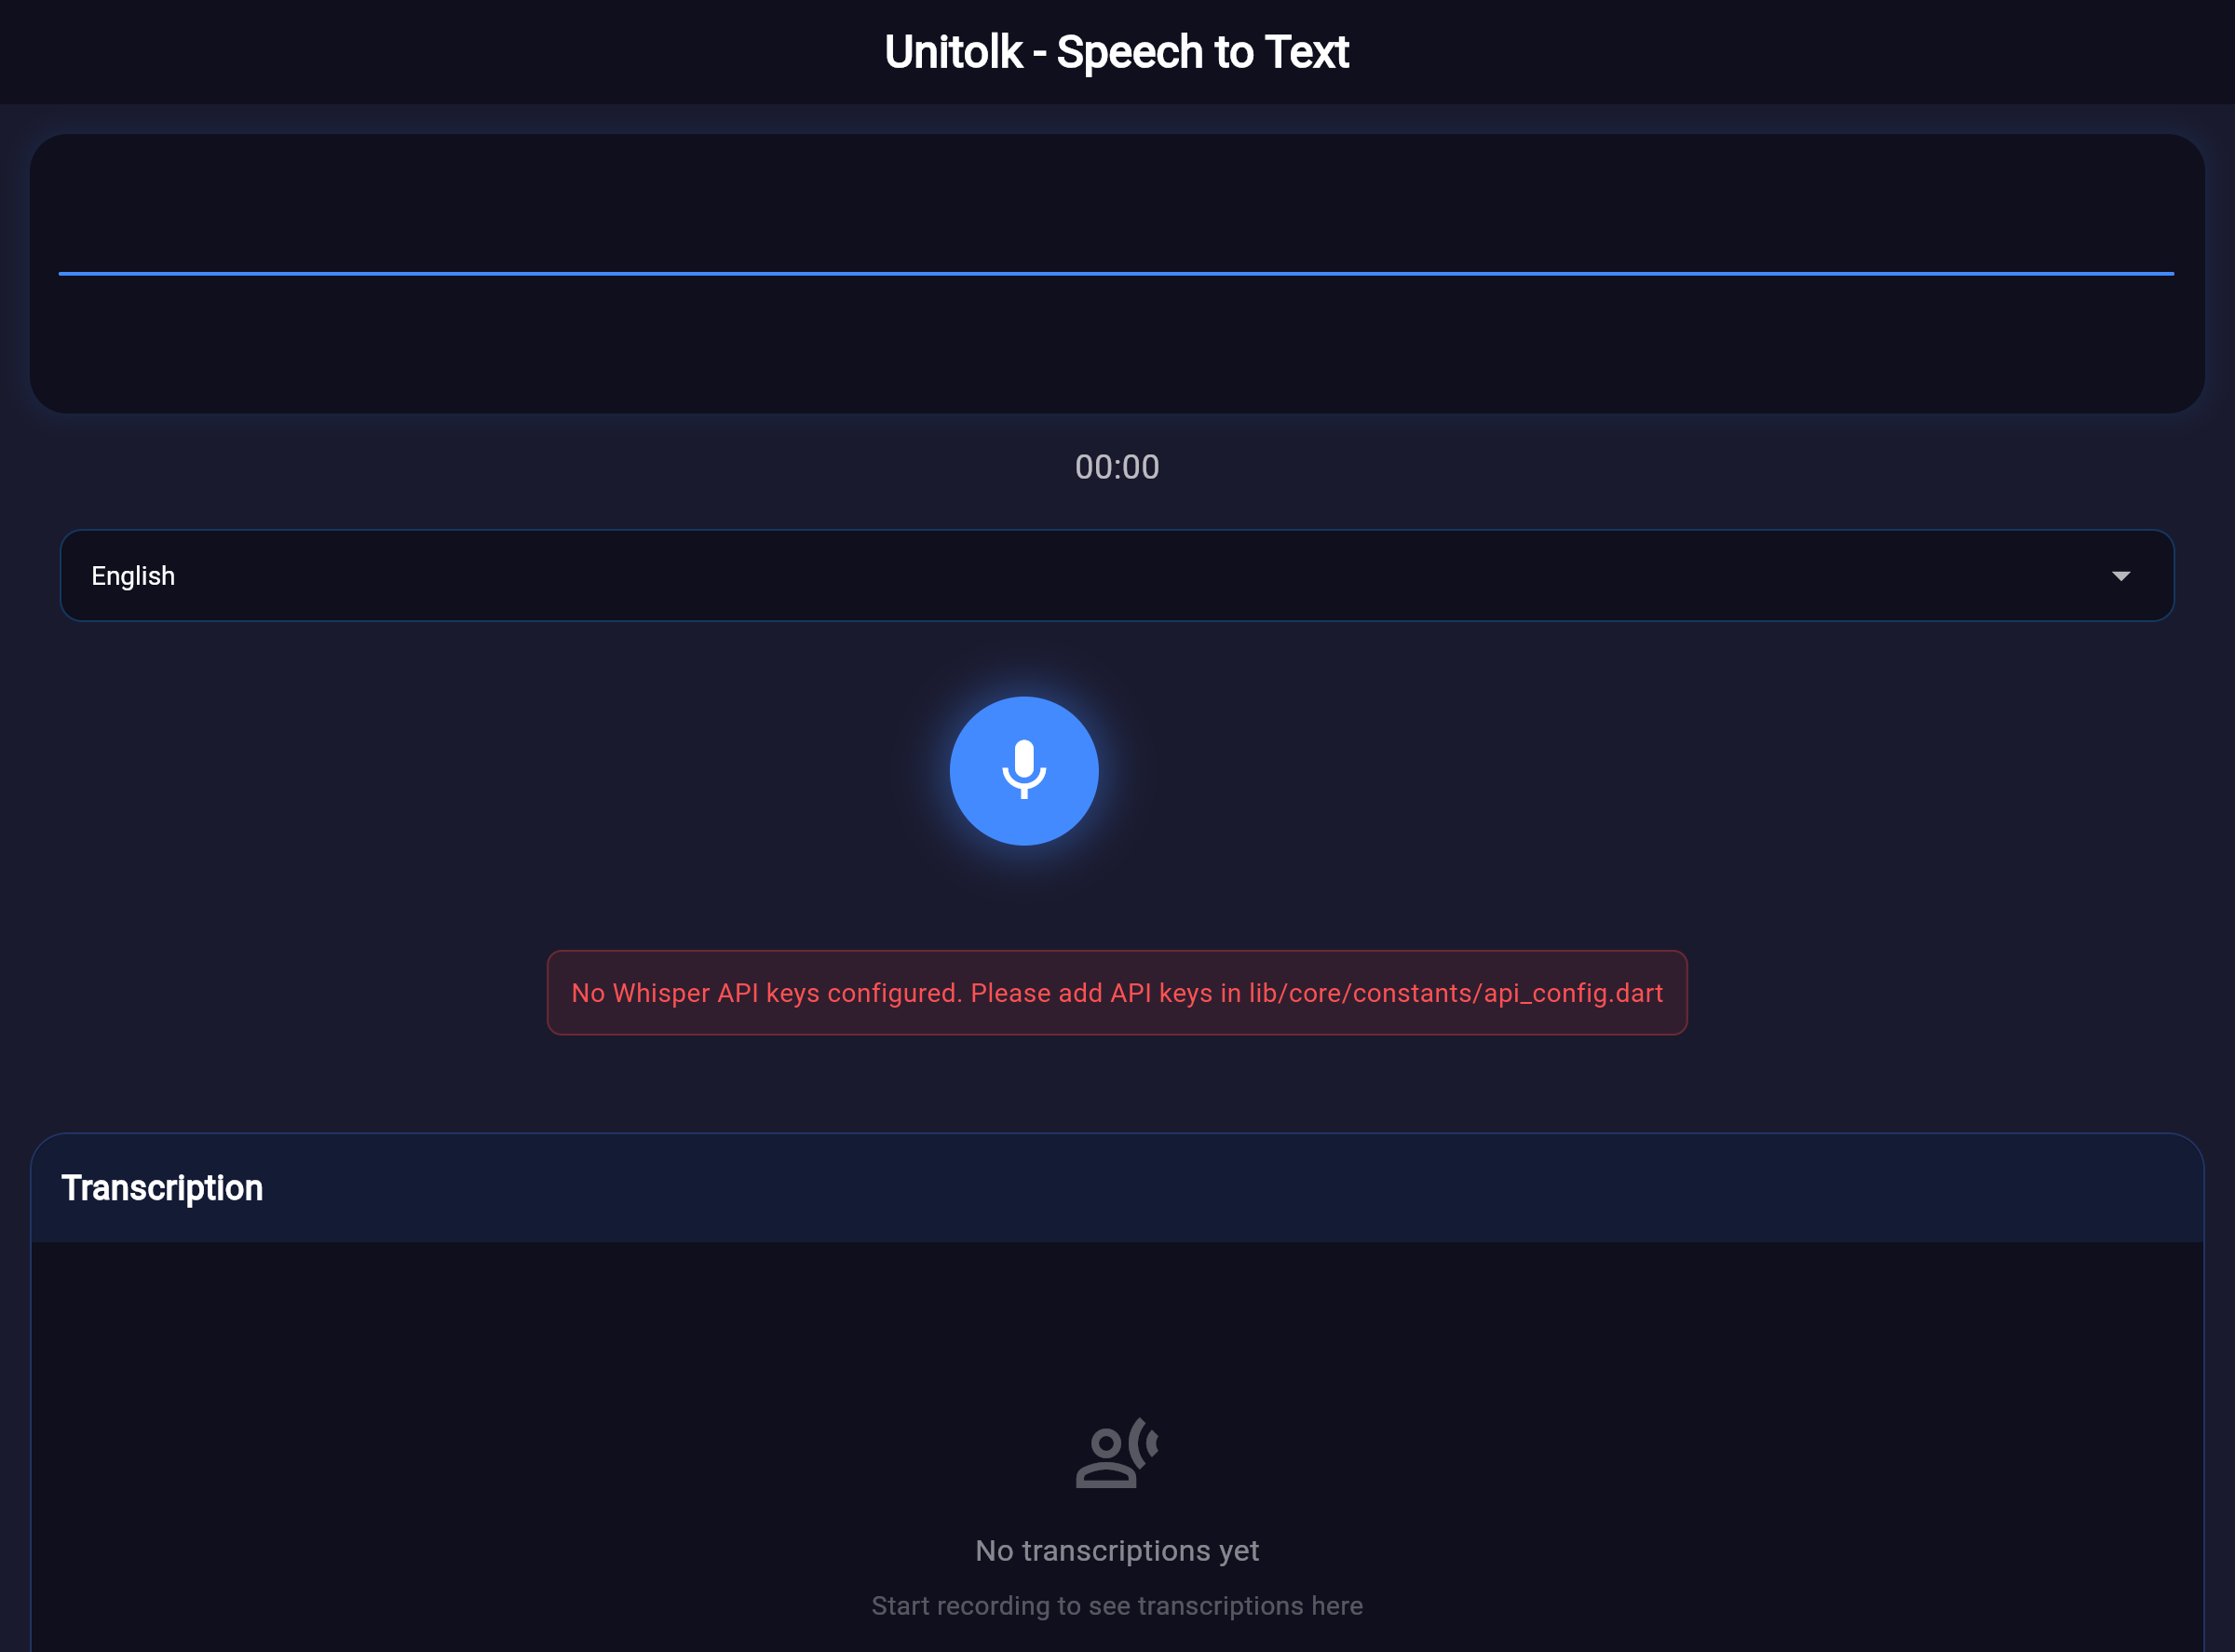 Unitolk - Speech to Text
00:00
English
No Whisper API keys configured. Please add API keys in lib/core/constants/api_config.dart
Transcription
No transcriptions yet
Start recording to see transcriptions here